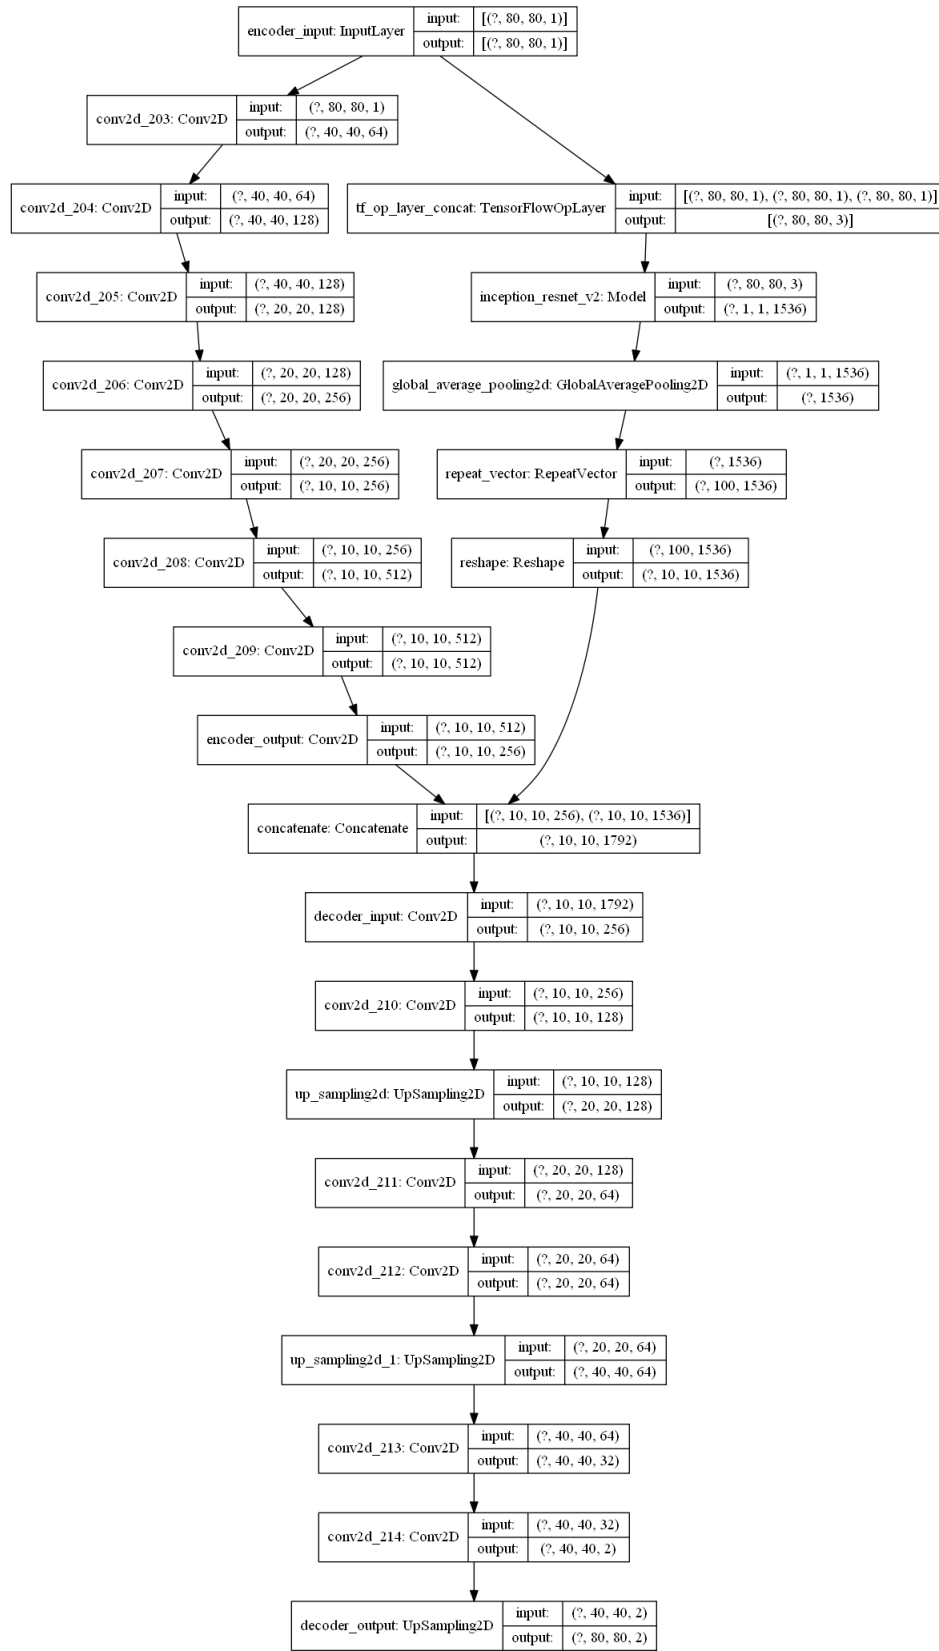 encoder_input: InputLayer
input: [(?, 80, 80, 1)]
output: [(?, 80, 80, 1)]
conv2d_203: Conv2D
input: (?, 80, 80, 1)
output: (?, 40, 40, 64)
conv2d_204: Conv2D
input: (?, 40, 40, 64)
output: (?, 40, 40, 128)
tf_op_layer_concat: TensorFlowOpLayer
input: [(?, 80, 80, 1), (?, 80, 80, 1), (?, 80, 80, 1)]
output: [(?, 80, 80, 3)]
conv2d_205: Conv2D
input: (?, 40, 40, 128)
output: (?, 20, 20, 128)
inception_resnet_v2: Model
input: (?, 80, 80, 3)
output: (?, 1, 1, 1536)
conv2d_206: Conv2D
input: (?, 20, 20, 128)
output: (?, 20, 20, 256)
global_average_pooling2d: GlobalAveragePooling2D
input: (?, 1, 1, 1536)
output: (?, 1536)
conv2d_207: Conv2D
input: (?, 20, 20, 256)
output: (?, 10, 10, 256)
repeat_vector: RepeatVector
input: (?, 1536)
output: (?, 100, 1536)
conv2d_208: Conv2D
input: (?, 10, 10, 256)
output: (?, 10, 10, 512)
reshape: Reshape
input: (?, 100, 1536)
output: (?, 10, 10, 1536)
conv2d_209: Conv2D
input: (?, 10, 10, 512)
output: (?, 10, 10, 512)
encoder_output: Conv2D
input: (?, 10, 10, 512)
output: (?, 10, 10, 256)
concatenate: Concatenate
input: [(?, 10, 10, 256), (?, 10, 10, 1536)]
output: (?, 10, 10, 1792)
decoder_input: Conv2D
input: (?, 10, 10, 1792)
output: (?, 10, 10, 256)
conv2d_210: Conv2D
input: (?, 10, 10, 256)
output: (?, 10, 10, 128)
up_sampling2d: UpSampling2D
input: (?, 10, 10, 128)
output: (?, 20, 20, 128)
conv2d_211: Conv2D
input: (?, 20, 20, 128)
output: (?, 20, 20, 64)
conv2d_212: Conv2D
input: (?, 20, 20, 64)
output: (?, 20, 20, 64)
up_sampling2d_1: UpSampling2D
input: (?, 20, 20, 64)
output: (?, 40, 40, 64)
conv2d_213: Conv2D
input: (?, 40, 40, 64)
output: (?, 40, 40, 32)
conv2d_214: Conv2D
input: (?, 40, 40, 32)
output: (?, 40, 40, 2)
decoder_output: UpSampling2D
input: (?, 40, 40, 2)
output: (?, 80, 80, 2)